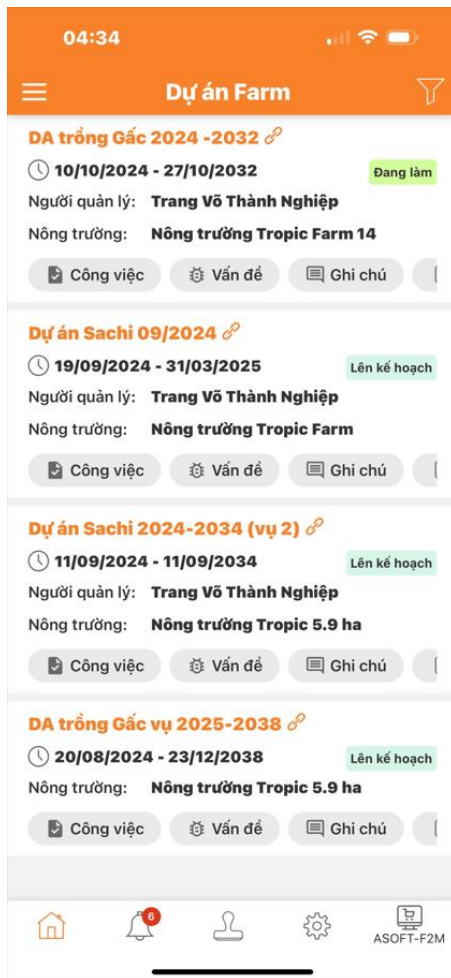 04:34
Dự án Farm
DA trồng Gấc 2024 -2032
10/10/2024 - 27/10/2032 Đang làm
Người quản lý: Trang Võ Thành Nghiệp
Nông trường: Nông trường Tropic Farm 14
Công việc Vấn đề Ghi chú
Dự án Sachi 09/2024
19/09/2024 - 31/03/2025 Lên kế hoạch
Người quản lý: Trang Võ Thành Nghiệp
Nông trường: Nông trường Tropic Farm
Công việc Vấn đề Ghi chú
Dự án Sachi 2024-2034 (vụ 2)
11/09/2024 - 11/09/2034 Lên kế hoạch
Người quản lý: Trang Võ Thành Nghiệp
Nông trường: Nông trường Tropic 5.9 ha
Công việc Vấn đề Ghi chú
DA trồng Gấc vụ 2025-2038
20/08/2024 - 23/12/2038 Lên kế hoạch
Nông trường: Nông trường Tropic 5.9 ha
Công việc Vấn đề Ghi chú
6
ASOFT-F2M